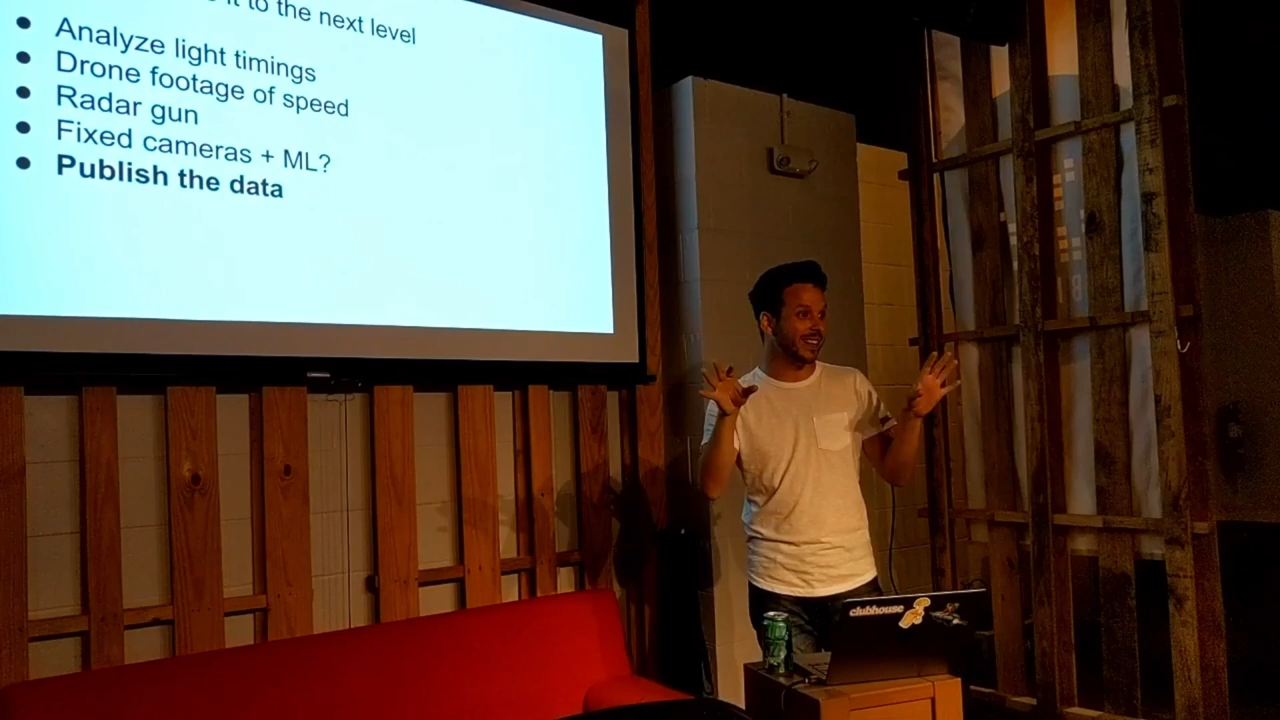 it to the next level
Analyze light timings
Drone footage of speed
Radar gun
Fixed cameras + ML?
Publish the data
clubhouse